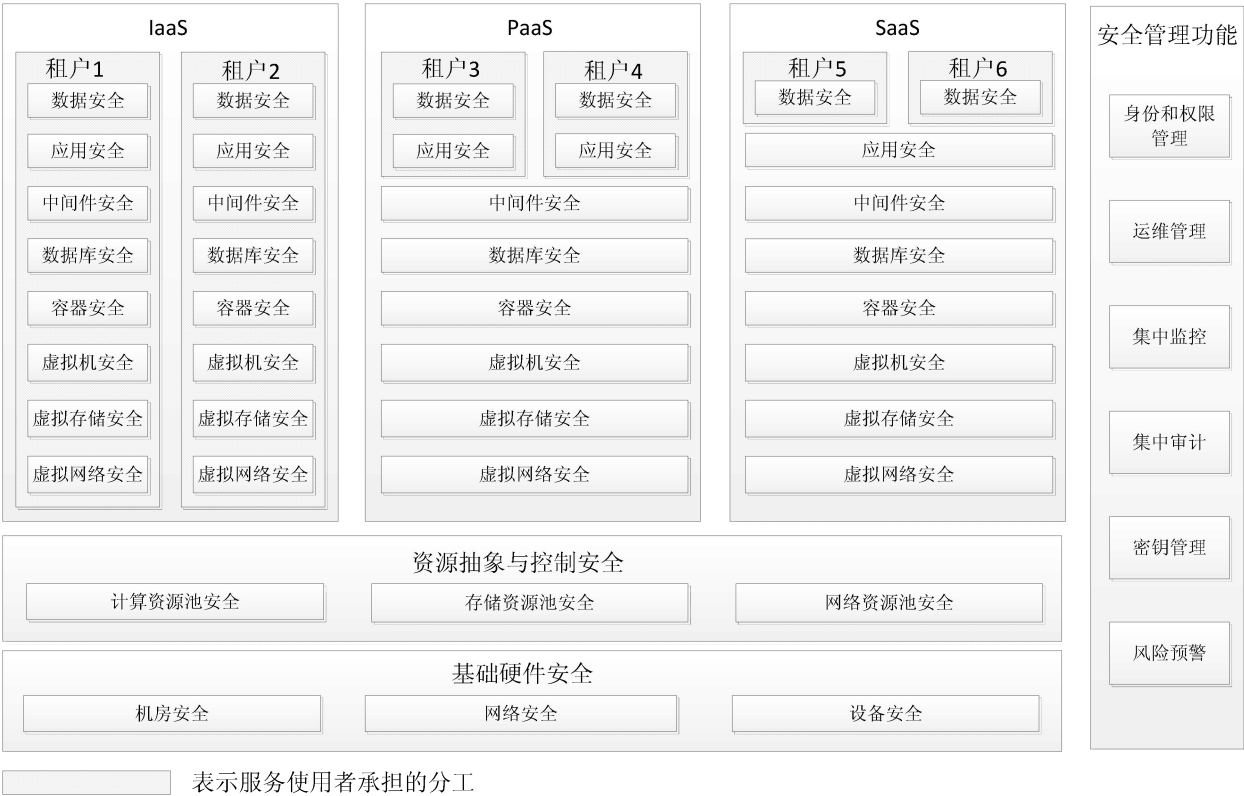 IaaS
租户1
数据安全
应用安全
中间件安全
数据库安全
容器安全
虚拟机安全
虚拟存储安全
虚拟网络安全
租户2
数据安全
应用安全
中间件安全
数据库安全
容器安全
虚拟机安全
虚拟存储安全
虚拟网络安全
PaaS
租户3
数据安全
应用安全
租户4
数据安全
应用安全
中间件安全
数据库安全
容器安全
虚拟机安全
虚拟存储安全
虚拟网络安全
SaaS
租户5
数据安全
租户6
数据安全
应用安全
中间件安全
数据库安全
容器安全
虚拟机安全
虚拟存储安全
虚拟网络安全
资源抽象与控制安全
计算资源池安全
存储资源池安全
网络资源池安全
基础硬件安全
机房安全
网络安全
设备安全
安全管理功能
身份和权限
管理
运维管理
集中监控
集中审计
密钥管理
风险预警
表示服务使用者承担的分工